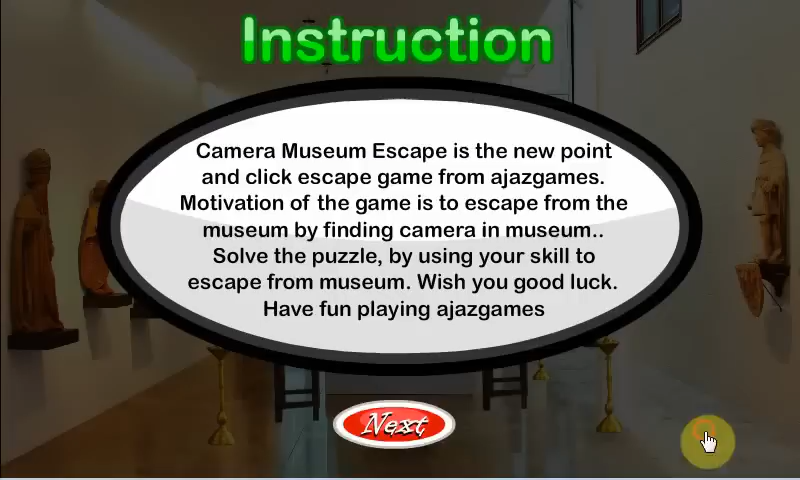 Instruction
Camera Museum Escape is the new point
and click escape game from ajazgames.
Motivation of the game is to escape from the
museum by finding camera in museum..
Solve the puzzle, by using your skill to
escape from museum. Wish you good luck.
Have fun playing ajazgames
Next